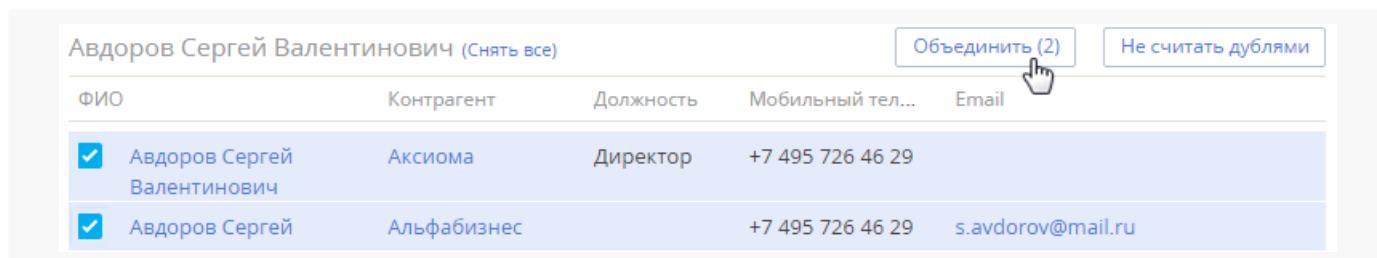 Авдоров Сергей Валентинович (Снять все) Объединить (2) Не считать дублями
ФИО Контрагент Должность Мобильный тел... Email
Авдоров Сергей Аксиома Директор +7 495 726 46 29
Валентинович
Авдоров Сергей Альфабизнес +7 495 726 46 29 s.avdorov@mail.ru